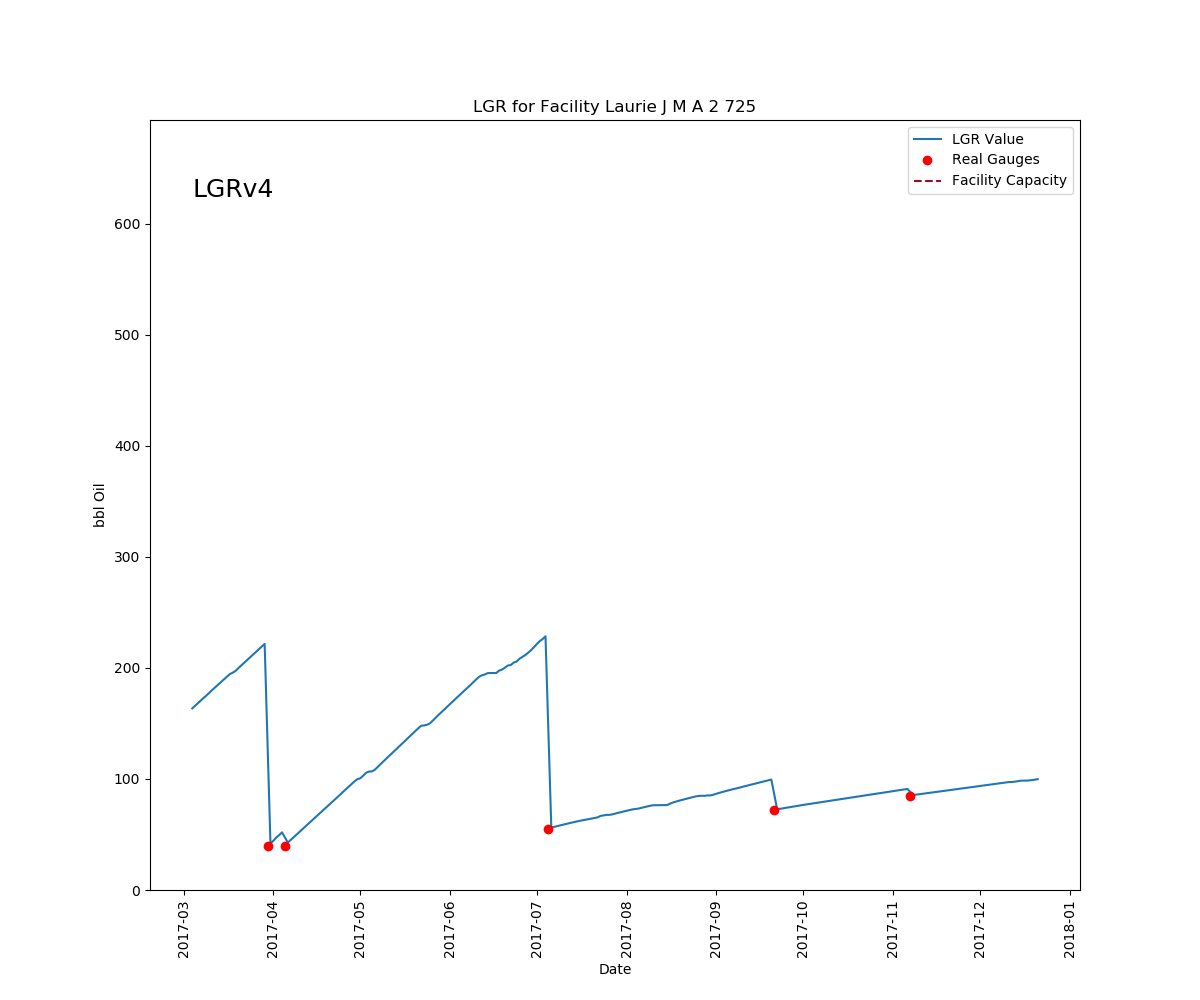 LGR for Facility Laurie J M A 2 725
LGRv4
LGR Value
Real Gauges
Facility Capacity
600
500
400
300
200
100
0
bbl Oil
2017-03
2017-04
2017-05
2017-06
2017-07
2017-08
2017-09
2017-10
2017-11
2017-12
2018-01
Date